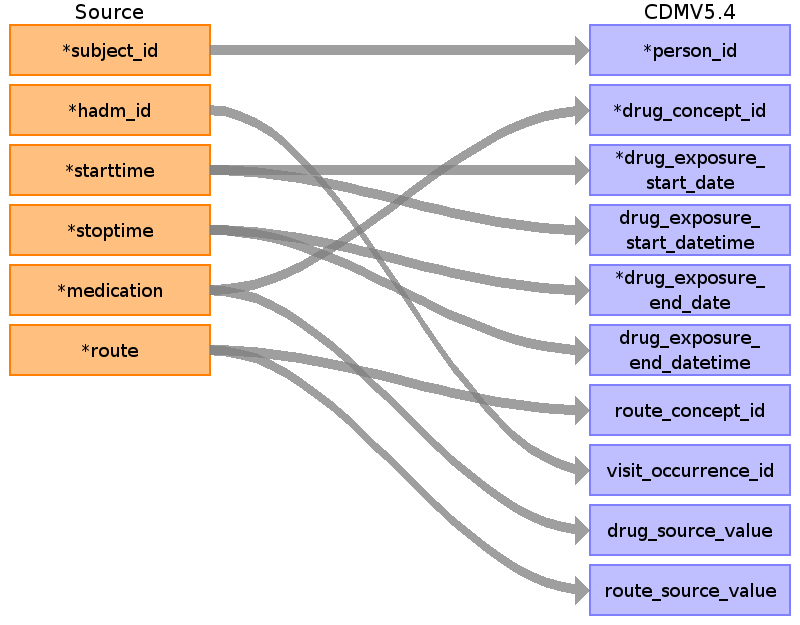 Source
CDMV5.4
*subject_id
*person_id
*hadm_id
*drug_concept_id
*starttime
*drug_exposure_
start_date
*stoptime
drug_exposure_
start_datetime
*medication
*drug_exposure_
end_date
*route
drug_exposure_
end_datetime
route_concept_id
visit_occurrence_id
drug_source_value
route_source_value